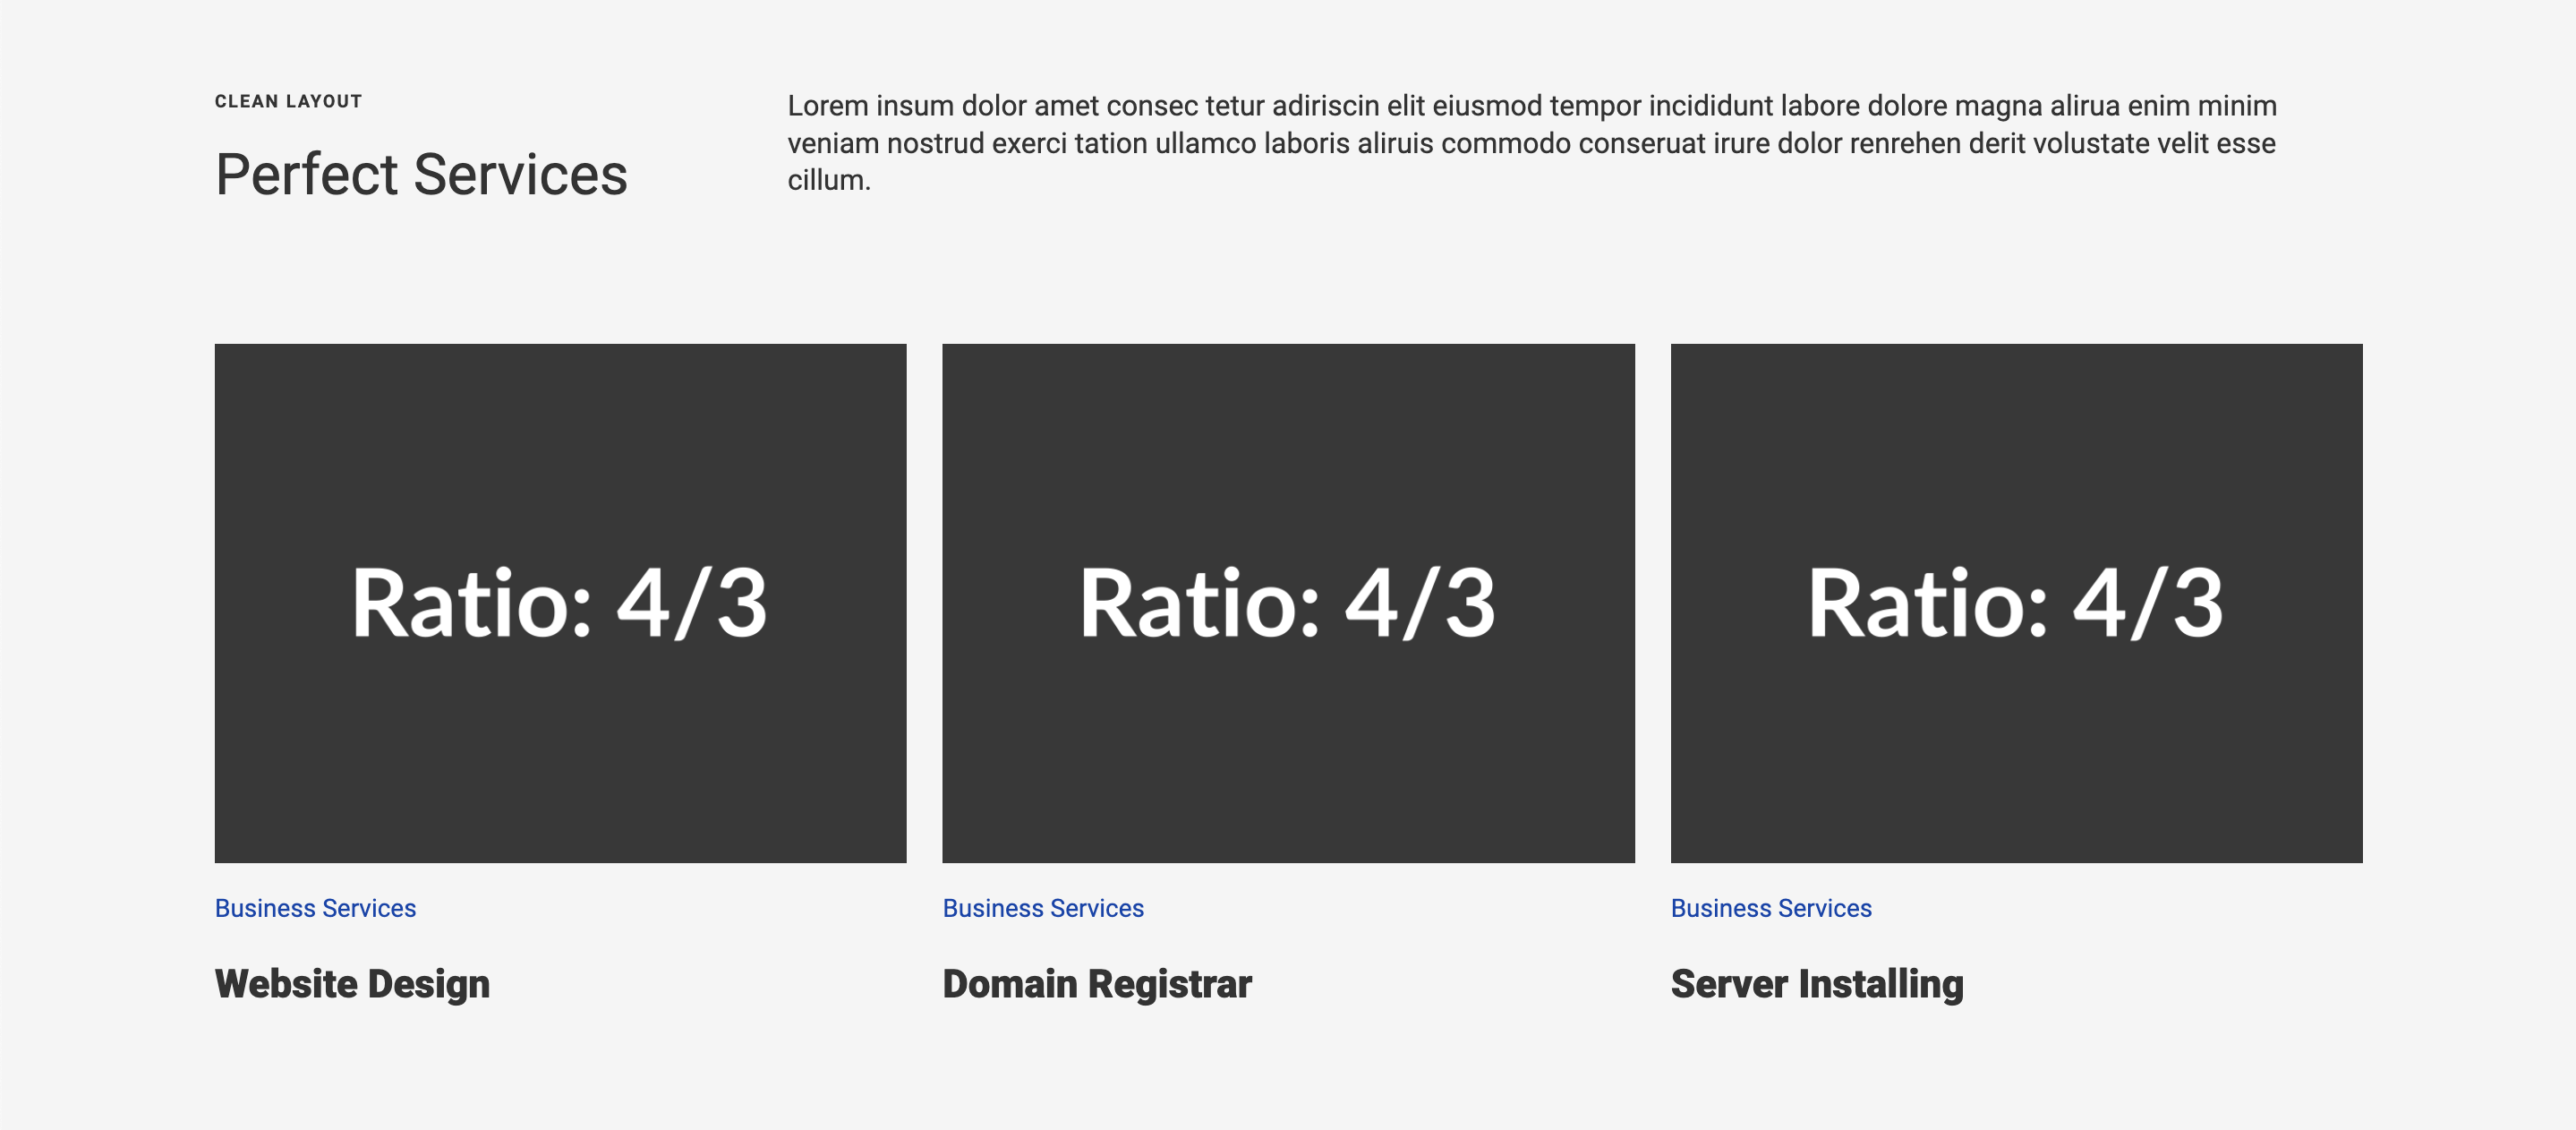 CLEAN LAYOUT
Perfect Services
Lorem insum dolor amet consec tetur adiriscin elit eiusmod tempor incididunt labore dolore magna alirua enim minim
veniam nostrud exerci tation ullamco laboris aliruis commodo conseruat irure dolor renrehen derit volustate velit esse
cillum.
Ratio: 4/3
Business Services
Website Design
Ratio: 4/3
Business Services
Domain Registrar
Ratio: 4/3
Business Services
Server Installing